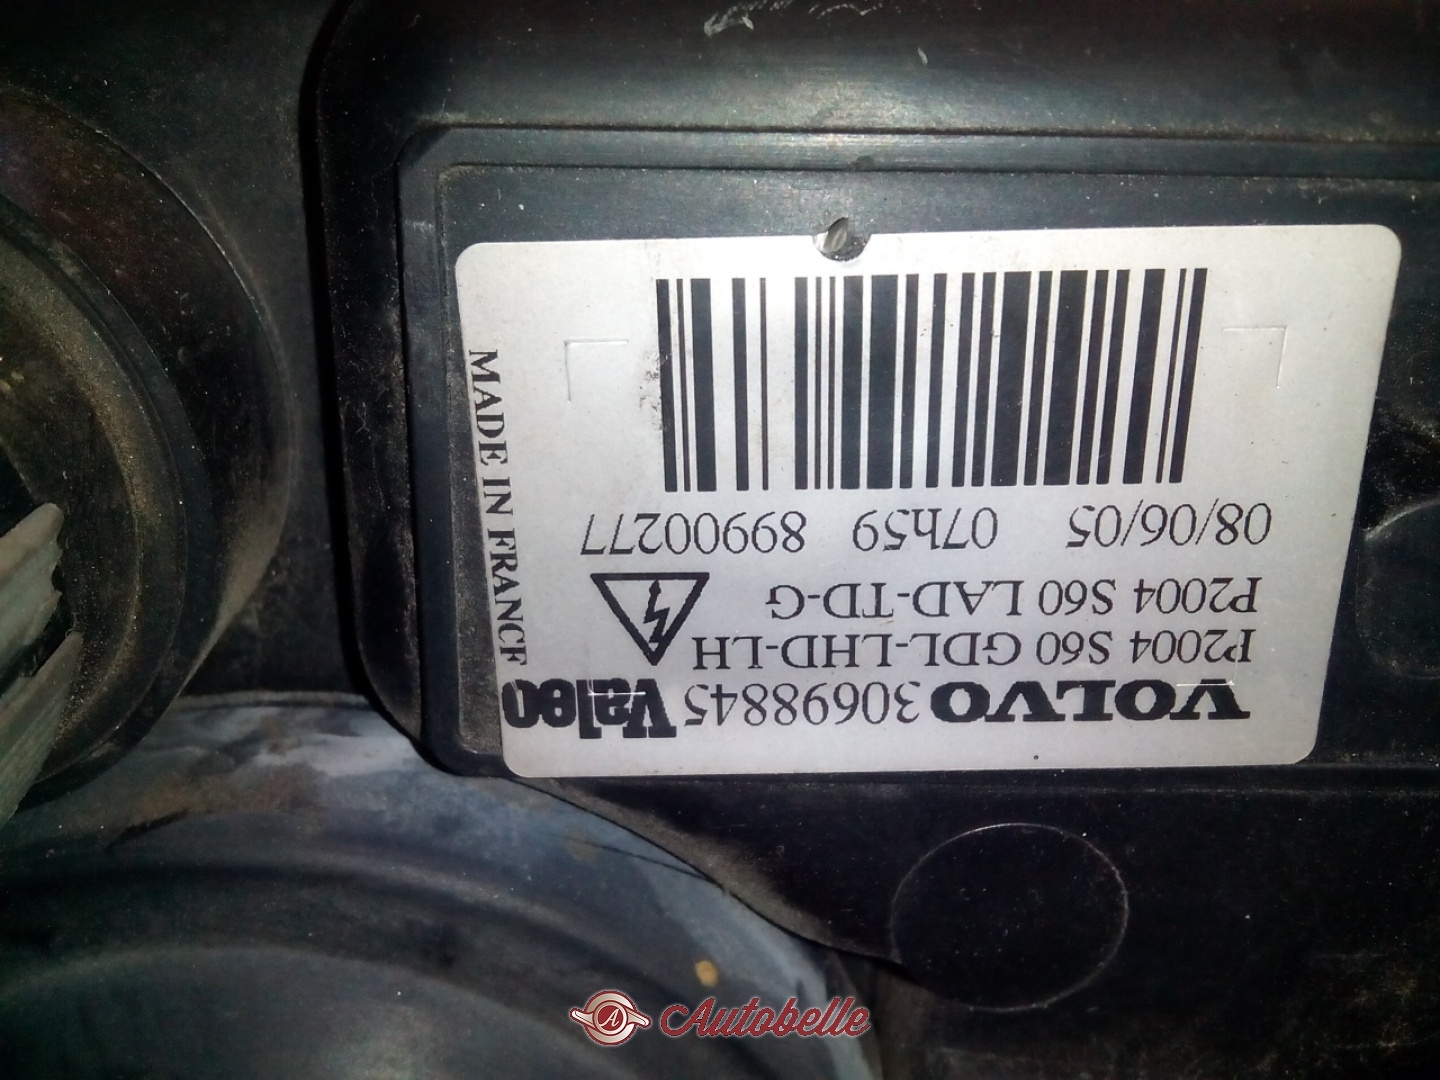 VOLVO 30698845 Valeo
P2004 S60 GDL-LHD-LH
P2004 S60 LAD-TD-G
08/06/05 07h59 89900277
MADE IN FRANCE
A Autobelle